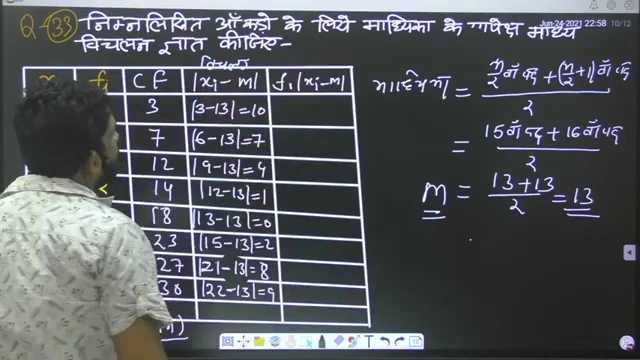 Q-(33) निम्नलिखित आँकड़ो के लिये माध्यिका के सापेक्ष माध्य
विचलन ज्ञात कीजिए-
Jun-24-2021 22:58 10/12
विचलन
fi CF |xi - M| fi |xi - M|
3 |3-13|=10
7 |6-13|=7
12 |9-13|=4
14 |12-13|=1
18 |13-13|=0
23 |15-13|=2
27 |21-13|=8
30 |22-13|=9
माध्यिका = n/2 वाँ पद + (n/2+1) वाँ पद / 2
= 15 वाँ पद + 16 वाँ पद / 2
M = 13+13 / 2 = 13